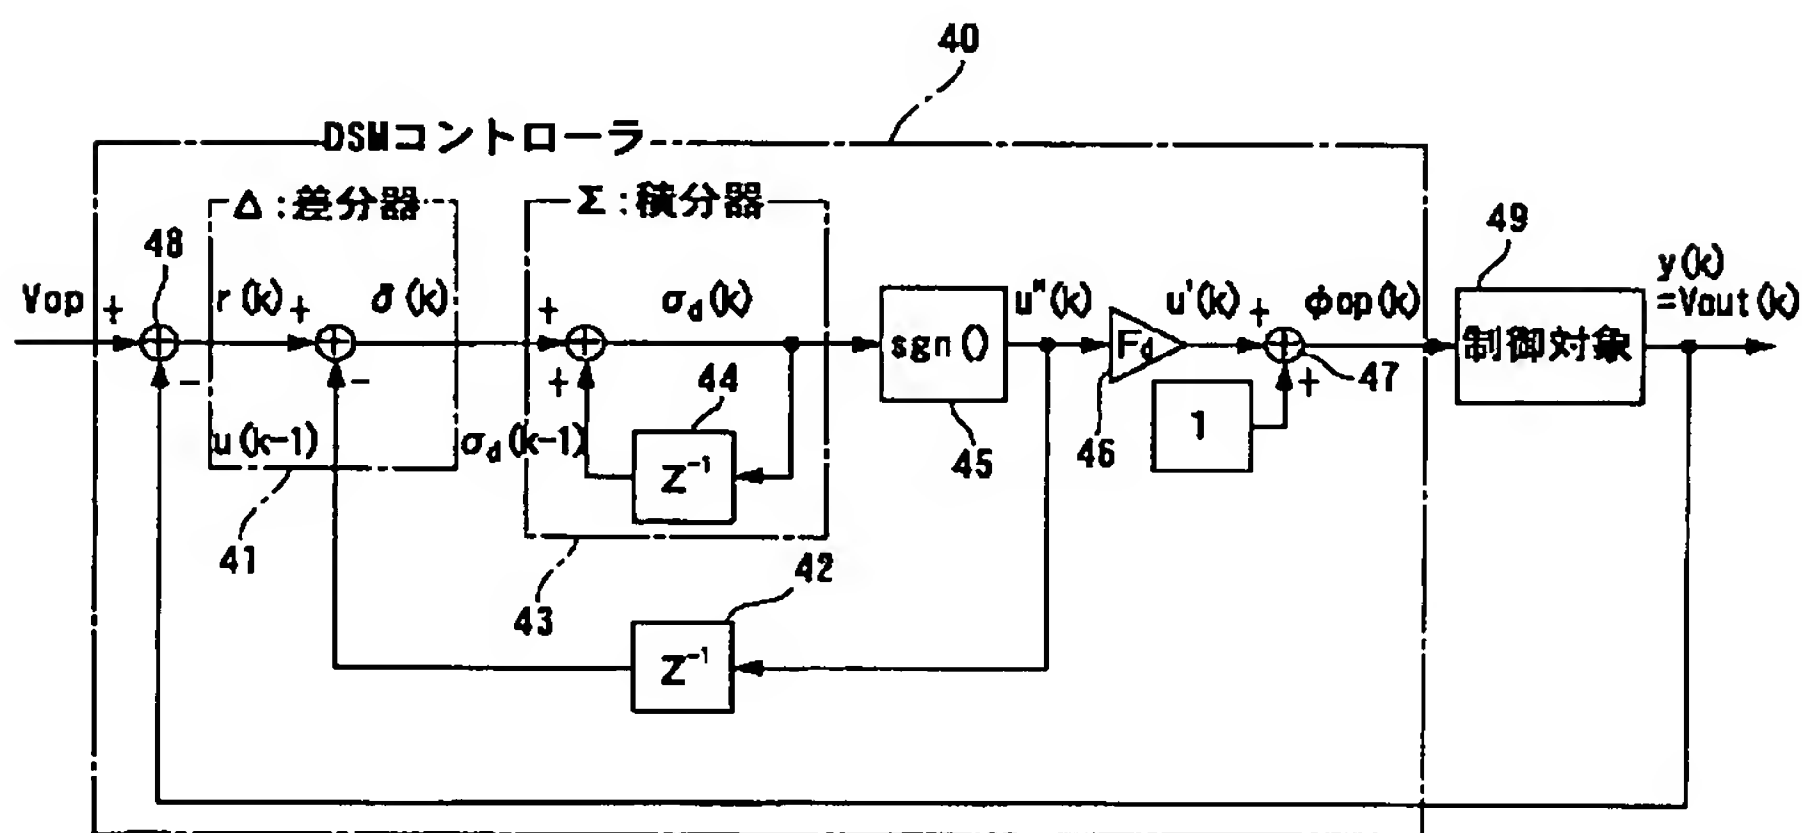 40
DSMコントローラ
Δ:差分器
Σ:積分器
48
49
Vop
+
r(k)
+
δ(k)
+
σd(k)
sgn()
u"(k)
Fd
u'(k)
+
φop(k)
制御対象
y(k)
=Vout(k)
-
-
+
44
+
47
u(k-1)
σd(k-1)
Z⁻¹
45
46
1
41
43
42
Z⁻¹